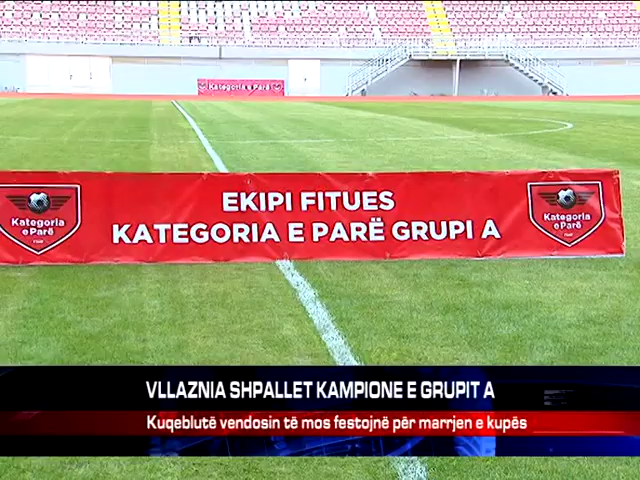 Kategoria e Parë
EKIPI FITUES
KATEGORIA E PARË GRUPI A
Kategoria
e Parë
Kategoria
e Parë
VLLAZNIA SHPALLET KAMPIONE E GRUPIT A
Kuqeblutë vendosin të mos festojnë për marrjen e kupës